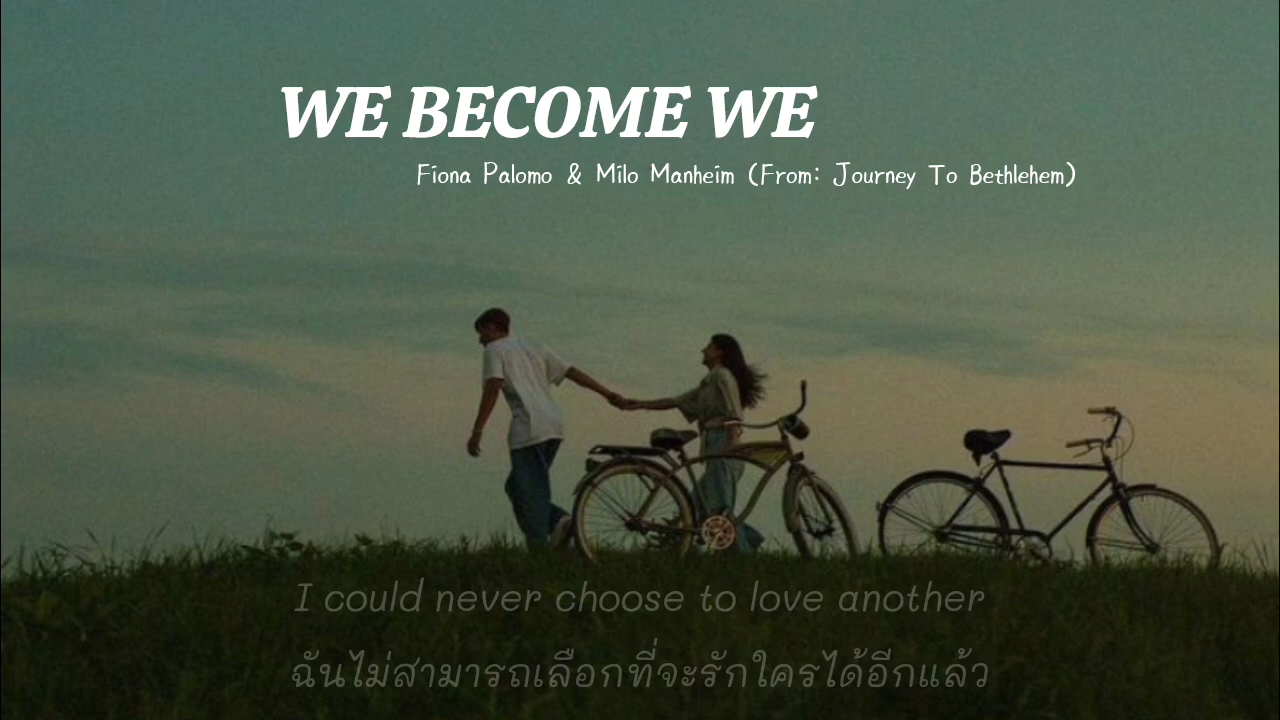 WE BECOME WE
Fiona Palomo & Milo Manheim (From: Journey To Bethlehem)
I could never choose to love another
ฉันไม่สามารถเลือกที่จะรักใครได้อีกแล้ว